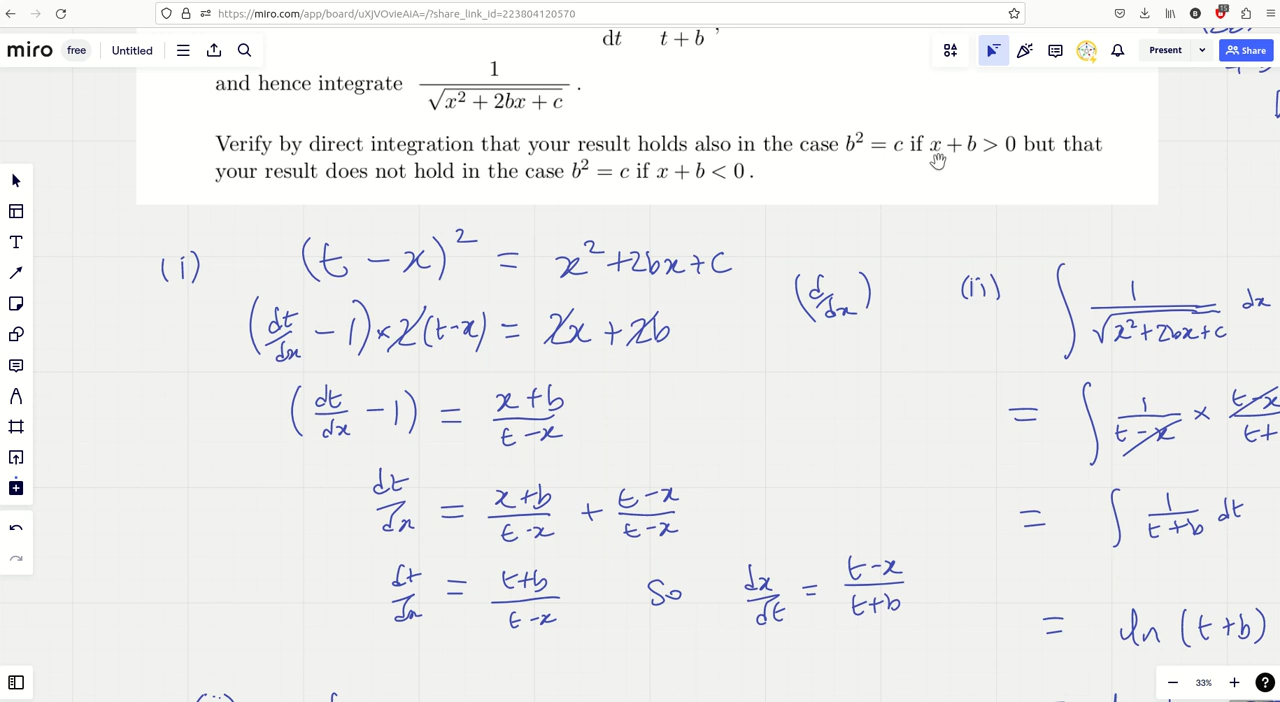 https://miro.com/app/board/uXJVOvieAIA=/?share_link_id=223804120570
miro free Untitled Present Share
dt t + b ,
and hence integrate 1 / √(x² + 2bx + c) .
Verify by direct integration that your result holds also in the case b² = c if x + b > 0 but that
your result does not hold in the case b² = c if x + b < 0 .
(i) (t − x)² = x² + 2bx + c
(dt/dx − 1) × 2(t−x) = 2x + 2b (d/dx)
(dt/dx − 1) = (x+b)/(t−x)
dt/dx = (x+b)/(t−x) + (t−x)/(t−x)
dt/dx = (t+b)/(t−x) So dx/dt = (t−x)/(t+b)
(ii) ∫ 1/√(x²+2bx+c) dx
= ∫ 1/(t−x) × (t−x)/(t+
= ∫ 1/(t+b) dt
= ln (t+b)
33%